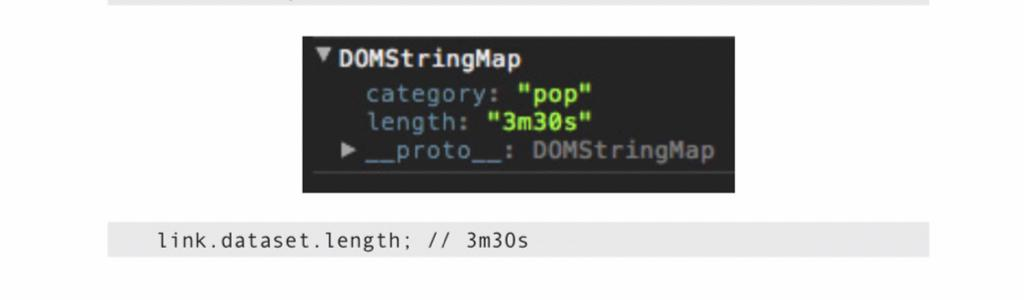 ▼ DOMStringMap
category: "pop"
length: "3m30s"
▶ __proto__: DOMStringMap
link.dataset.length; // 3m30s